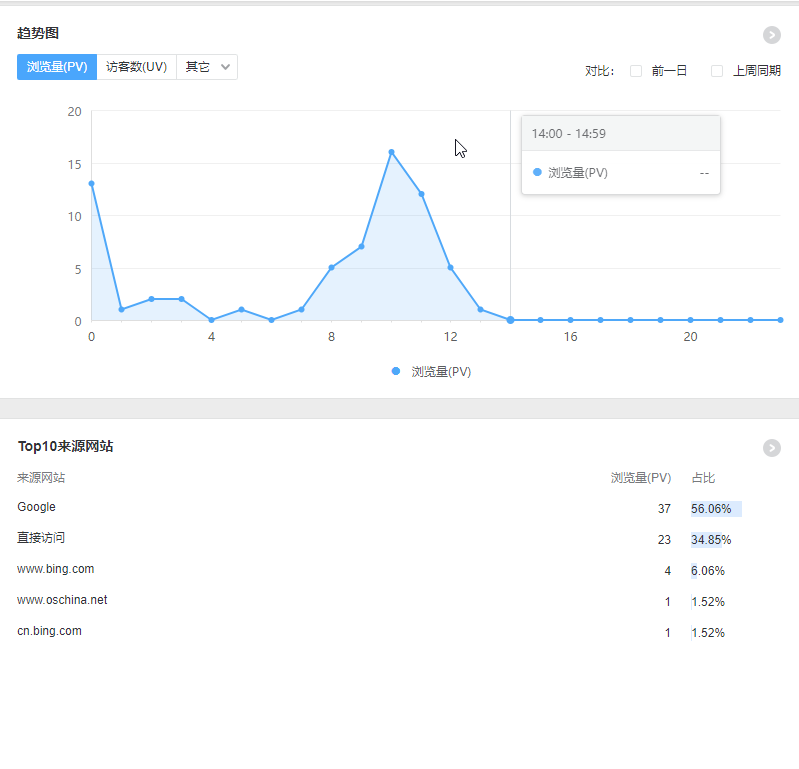 趋势图
浏览量(PV) 访客数(UV) 其它
对比: 前一日 上周同期
20
15
10
5
0
0 4 8 12 16 20
14:00 - 14:59
浏览量(PV) --
浏览量(PV)
Top10来源网站
来源网站 浏览量(PV) 占比
Google 37 56.06%
直接访问 23 34.85%
www.bing.com 4 6.06%
www.oschina.net 1 1.52%
cn.bing.com 1 1.52%